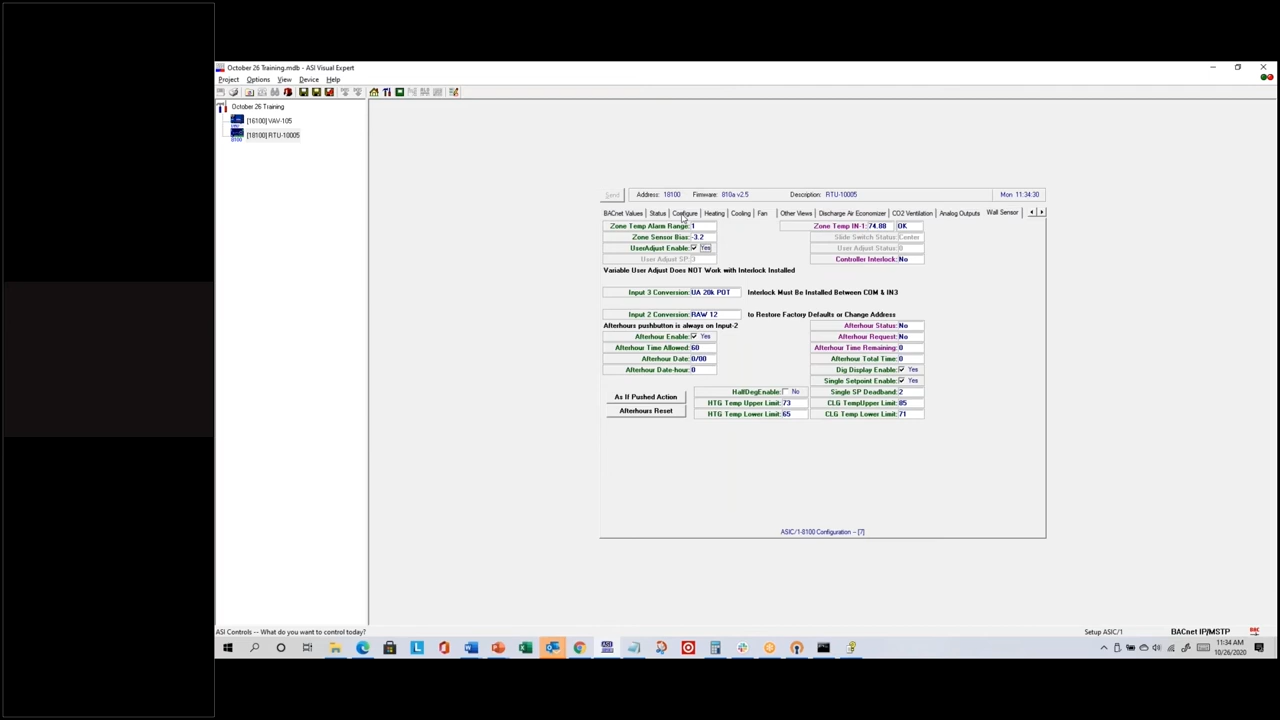 October 26 Training.mdb - ASI Visual Expert
Project Options View Device Help
October 26 Training
[16100] VAV-105
[18100] RTU-10005
8100
Send Address: 18100 Firmware: 810a v2.5 Description: RTU-10005 Mon 11:34:30
BACnet Values Status Configure Heating Cooling Fan Other Views Discharge Air Economizer CO2 Ventilation Analog Outputs Wall Sensor
Zone Temp Alarm Range: 1 Zone Temp IN-1: 74.88 OK
Zone Sensor Bias: -3.2 Slide Switch Status: Center
UserAdjust Enable: Yes User Adjust Status: 0
User Adjust SP: 3 Controller Interlock: No
Variable User Adjust Does NOT Work with Interlock Installed
Input 3 Conversion: UA 20k POT Interlock Must Be Installed Between COM & IN3
Input 2 Conversion: RAW 12 to Restore Factory Defaults or Change Address
Afterhours pushbutton is always on Input-2 Afterhour Status: No
Afterhour Enable: Yes Afterhour Request: No
Afterhour Time Allowed: 60 Afterhour Time Remaining: 0
Afterhour Date: 0/00 Afterhour Total Time: 0
Afterhour Date-hour: 0 Dig Display Enable: Yes
Single Setpoint Enable: Yes
As If Pushed Action HalfDegEnable: No Single SP Deadband: 2
HTG Temp Upper Limit: 73 CLG TempUpper Limit: 85
Afterhours Reset HTG Temp Lower Limit: 65 CLG Temp Lower Limit: 71
ASIC/1-8100 Configuration -- [7]
ASI Controls -- What do you want to control today? Setup ASIC/1 BACnet IP/MSTP
11:34 AM
10/26/2020